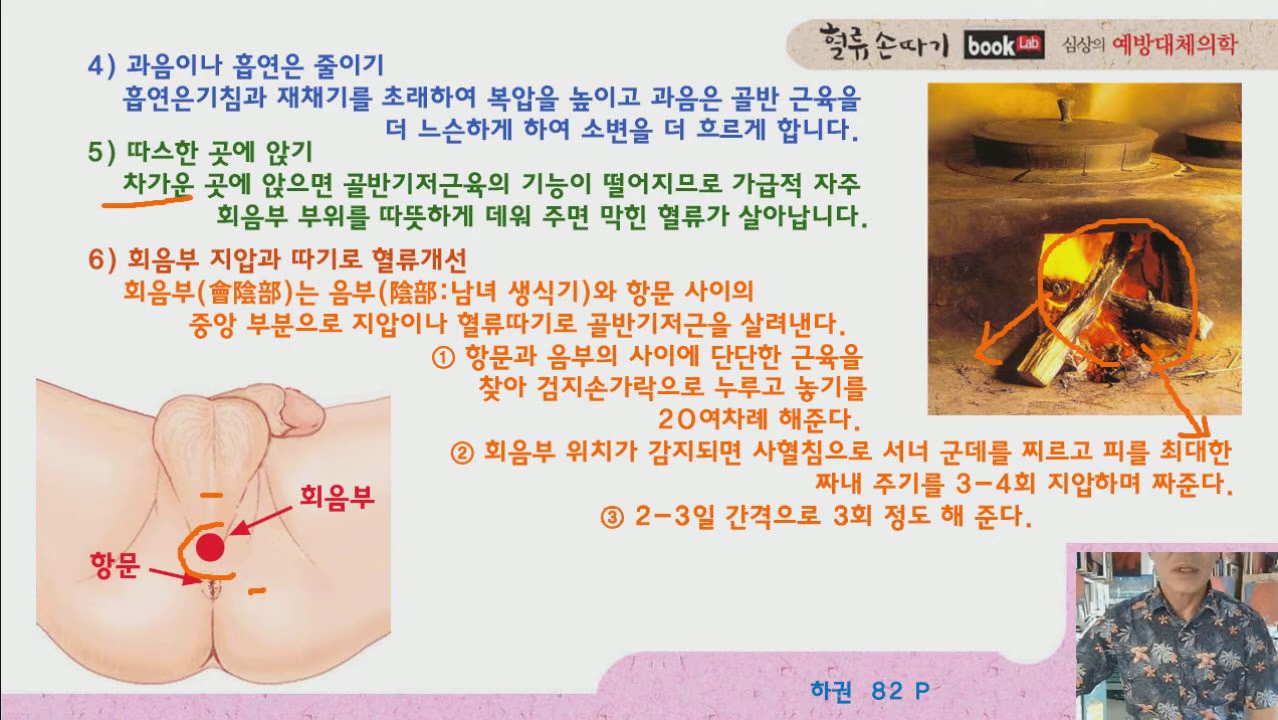 혈류 손따기 book Lab 심상의 예방대체의학
4) 과음이나 흡연은 줄이기
흡연은기침과 재채기를 초래하여 복압을 높이고 과음은 골반 근육을
더 느슨하게 하여 소변을 더 흐르게 합니다.
5) 따스한 곳에 앉기
차가운 곳에 앉으면 골반기저근육의 기능이 떨어지므로 가급적 자주
회음부 부위를 따뜻하게 데워 주면 막힌 혈류가 살아납니다.
6) 회음부 지압과 따기로 혈류개선
회음부(會陰部)는 음부(陰部:남녀 생식기)와 항문 사이의
중앙 부분으로 지압이나 혈류따기로 골반기저근을 살려낸다.
① 항문과 음부의 사이에 단단한 근육을
찾아 검지손가락으로 누루고 놓기를
20여차례 해준다.
② 회음부 위치가 감지되면 사혈침으로 서너 군데를 찌르고 피를 최대한
짜내 주기를 3-4회 지압하며 짜준다.
③ 2-3일 간격으로 3회 정도 해 준다.
회음부
항문
하권 82 P